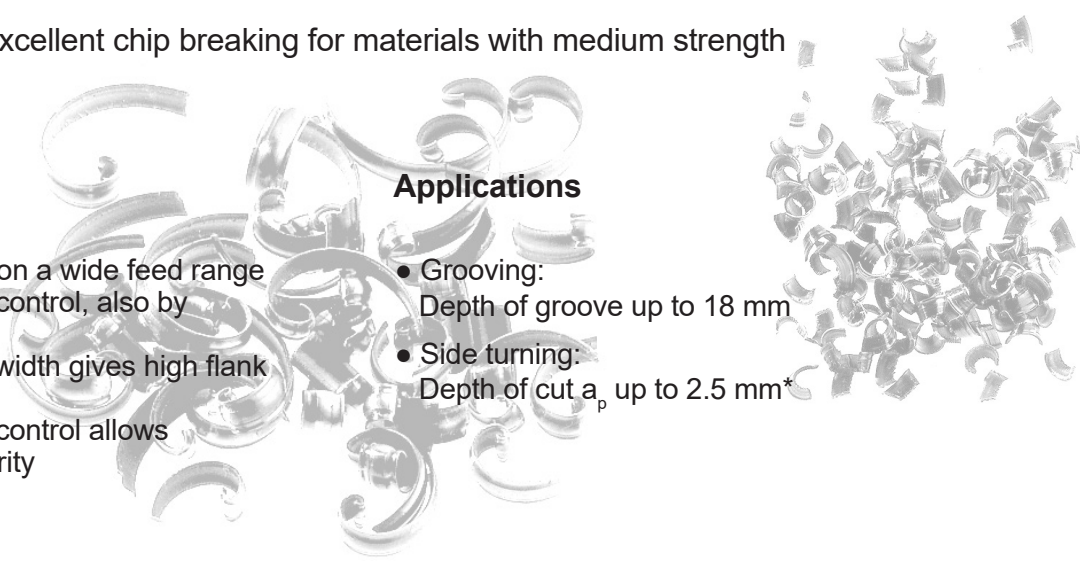 xcellent chip breaking for materials with medium strength
on a wide feed range
control, also by
width gives high flank
control allows
rity
Applications
● Grooving:
Depth of groove up to 18 mm
● Side turning:
Depth of cut aₚ up to 2.5 mm*